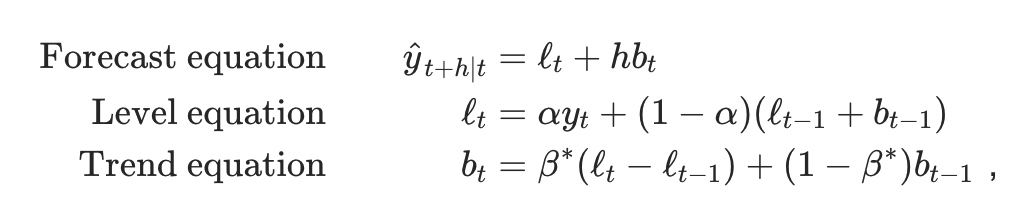 Forecast equation ŷ_{t+h|t} = ℓ_t + hb_t
Level equation ℓ_t = αy_t + (1 − α)(ℓ_{t−1} + b_{t−1})
Trend equation b_t = β*(ℓ_t − ℓ_{t−1}) + (1 − β*)b_{t−1} ,